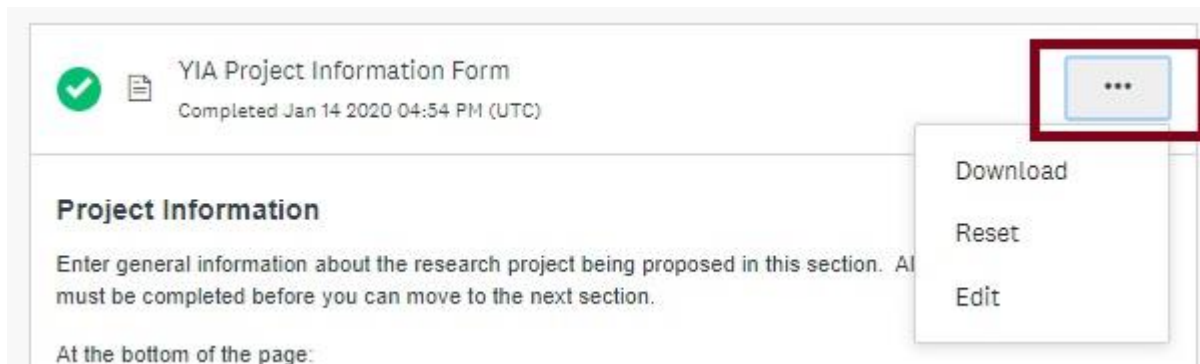 YIA Project Information Form
Completed Jan 14 2020 04:54 PM (UTC)
Download
Reset
Edit
Project Information
Enter general information about the research project being proposed in this section.
must be completed before you can move to the next section.
At the bottom of the page: